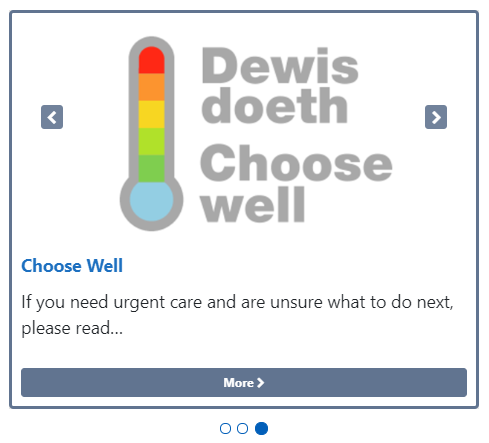 Dewis
doeth
Choose
well
Choose Well
If you need urgent care and are unsure what to do next,
please read...
More